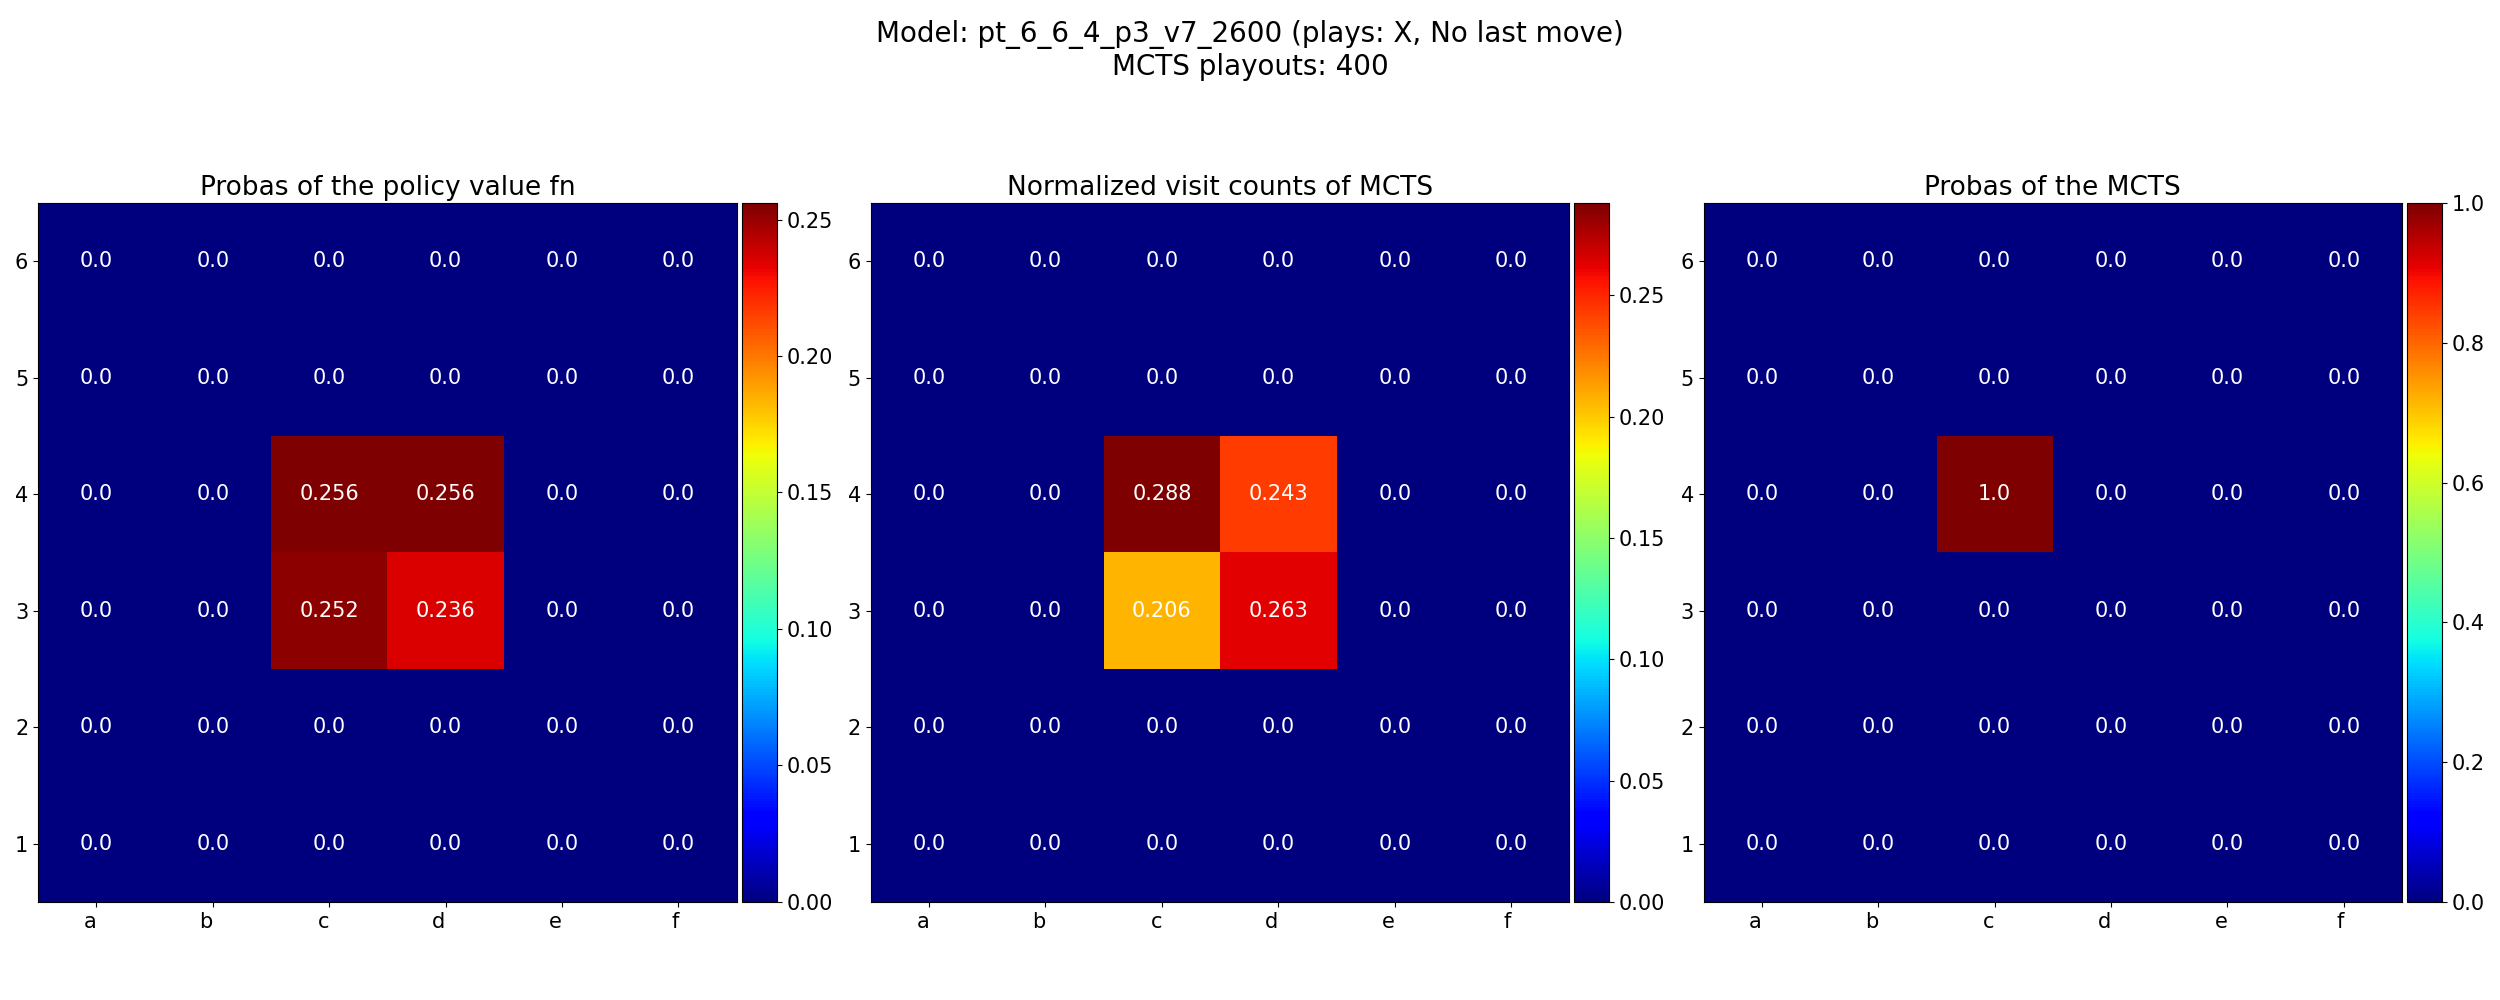 Model: pt_6_6_4_p3_v7_2600 (plays: X, No last move)
MCTS playouts: 400
Probas of the policy value fn
6 0.0 0.0 0.0 0.0 0.0 0.0
5 0.0 0.0 0.0 0.0 0.0 0.0
4 0.0 0.0 0.256 0.256 0.0 0.0
3 0.0 0.0 0.252 0.236 0.0 0.0
2 0.0 0.0 0.0 0.0 0.0 0.0
1 0.0 0.0 0.0 0.0 0.0 0.0
a b c d e f
0.25
0.20
0.15
0.10
0.05
0.00
Normalized visit counts of MCTS
6 0.0 0.0 0.0 0.0 0.0 0.0
5 0.0 0.0 0.0 0.0 0.0 0.0
4 0.0 0.0 0.288 0.243 0.0 0.0
3 0.0 0.0 0.206 0.263 0.0 0.0
2 0.0 0.0 0.0 0.0 0.0 0.0
1 0.0 0.0 0.0 0.0 0.0 0.0
a b c d e f
0.25
0.20
0.15
0.10
0.05
0.00
Probas of the MCTS
6 0.0 0.0 0.0 0.0 0.0 0.0
5 0.0 0.0 0.0 0.0 0.0 0.0
4 0.0 0.0 1.0 0.0 0.0 0.0
3 0.0 0.0 0.0 0.0 0.0 0.0
2 0.0 0.0 0.0 0.0 0.0 0.0
1 0.0 0.0 0.0 0.0 0.0 0.0
a b c d e f
1.0
0.8
0.6
0.4
0.2
0.0